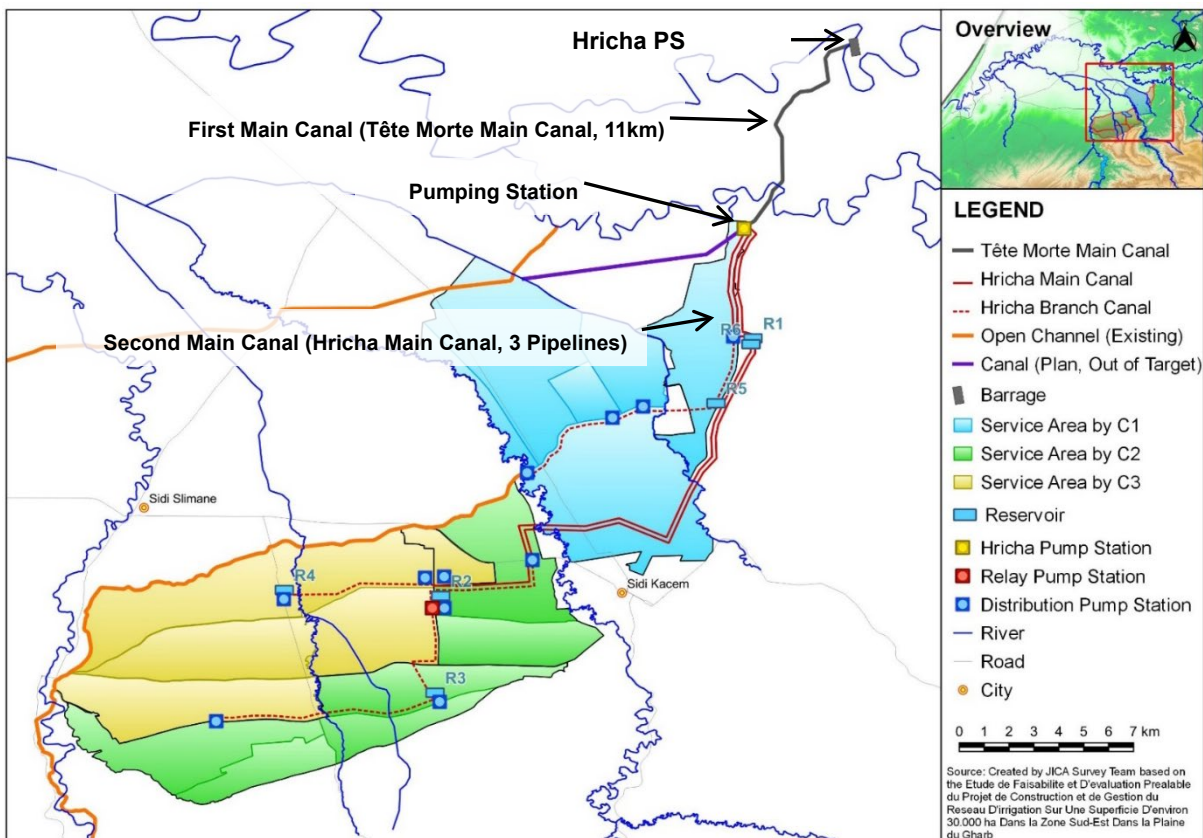 Hricha PS
First Main Canal (Tête Morte Main Canal, 11km)
Pumping Station
Second Main Canal (Hricha Main Canal, 3 Pipelines)
R6
R1
R5
Sidi Slimane
R4
R2
Sidi Kacem
R3
Overview
LEGEND
Tête Morte Main Canal
Hricha Main Canal
Hricha Branch Canal
Open Channel (Existing)
Canal (Plan, Out of Target)
Barrage
Service Area by C1
Service Area by C2
Service Area by C3
Reservoir
Hricha Pump Station
Relay Pump Station
Distribution Pump Station
River
Road
City
0 1 2 3 4 5 6 7 km
Source: Created by JICA Survey Team based on
the Etude de Faisabilite et D'evaluation Prealable
du Projet de Construction et de Gestion du
Reseau D'irrigation Sur Une Superficie D'environ
30.000 ha Dans la Zone Sud-Est Dans la Plaine
du Gharb